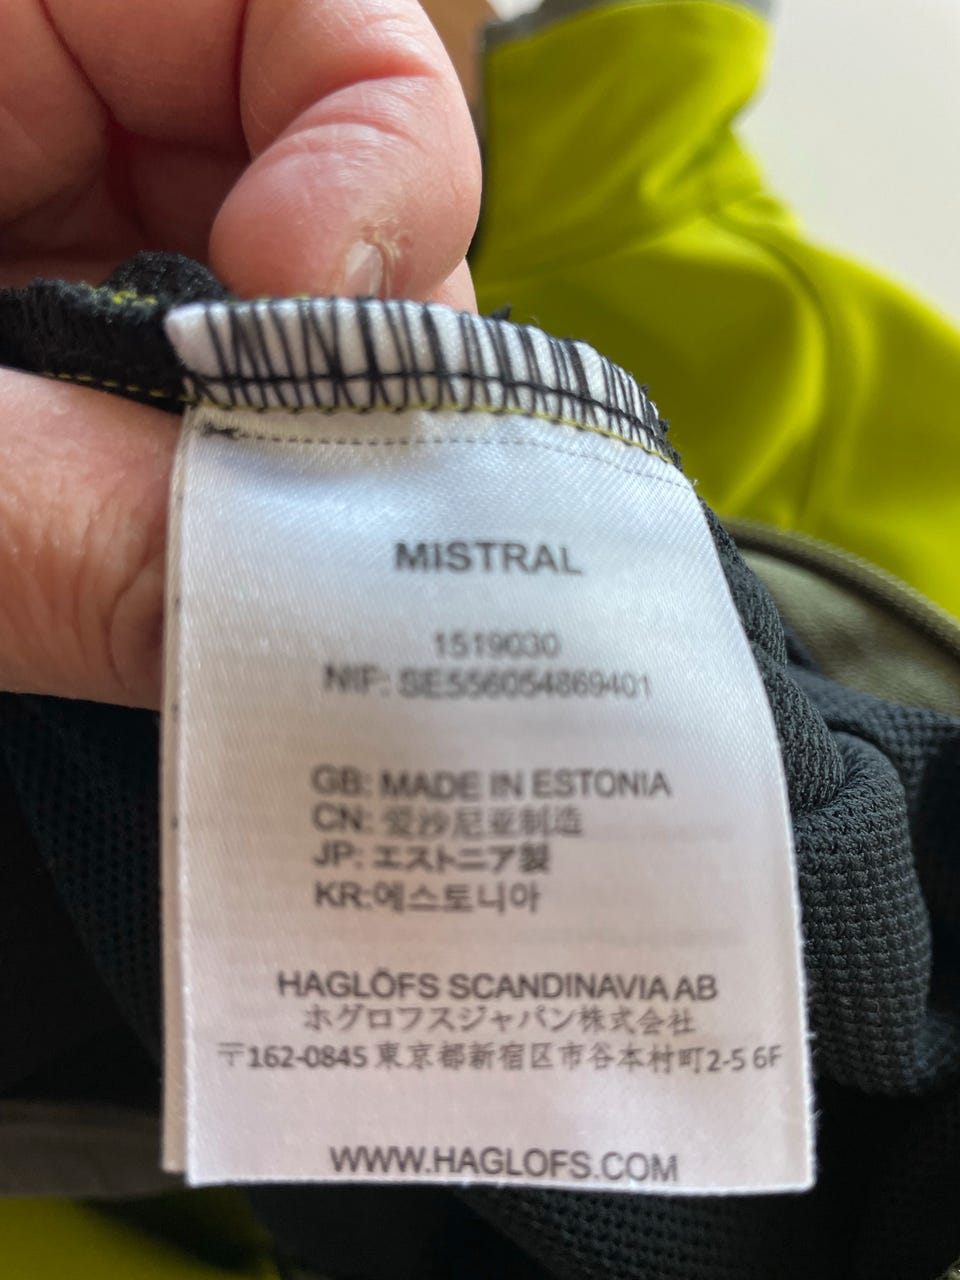 MISTRAL
1519030
NIF: SE556054869401
GB: MADE IN ESTONIA
CN: 爱沙尼亚制造
JP: エストニア製
KR:에스토니아
HAGLÖFS SCANDINAVIA AB
ホグロフスジャパン株式会社
〒162-0845 東京都新宿区市谷本村町2-5 6F
WWW.HAGLOFS.COM